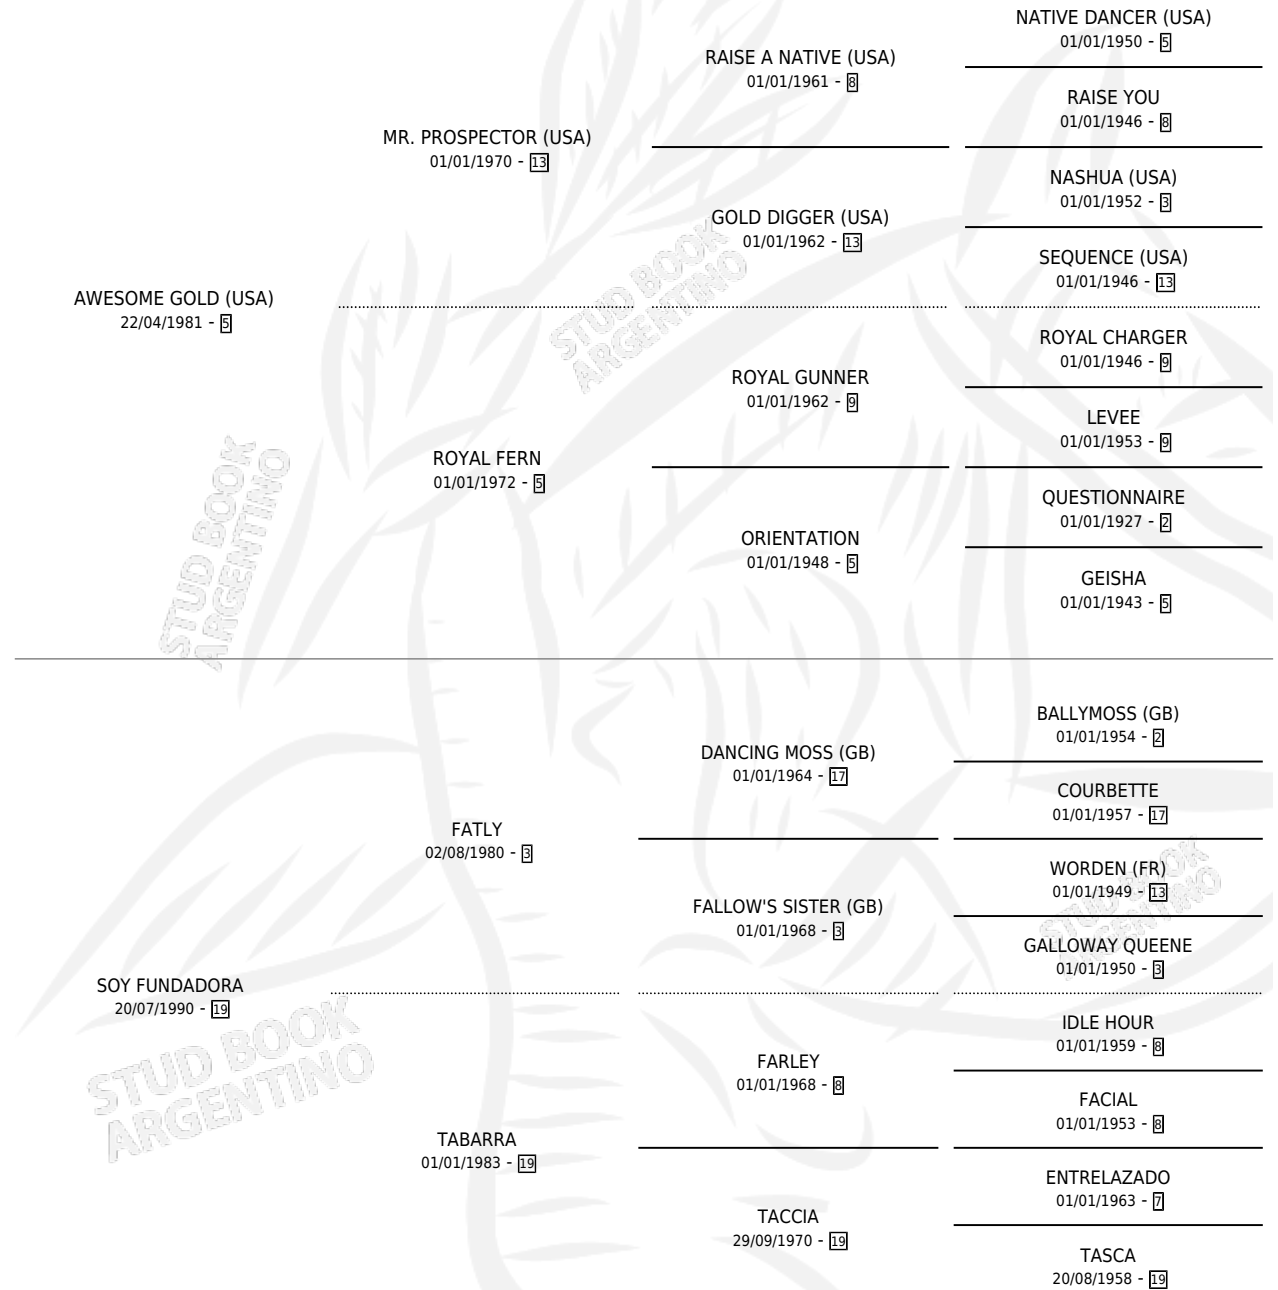 NATIVE DANCER (USA)
01/01/1950 - 5
RAISE A NATIVE (USA)
01/01/1961 - 8
RAISE YOU
01/01/1946 - 8
MR. PROSPECTOR (USA)
01/01/1970 - 13
NASHUA (USA)
01/01/1952 - 3
GOLD DIGGER (USA)
01/01/1962 - 13
SEQUENCE (USA)
01/01/1946 - 13
AWESOME GOLD (USA)
22/04/1981 - 5
STUD BOOK
ARGENTINO
ROYAL CHARGER
01/01/1946 - 9
ROYAL GUNNER
01/01/1962 - 9
LEVEE
01/01/1953 - 9
ROYAL FERN
01/01/1972 - 5
QUESTIONNAIRE
01/01/1927 - 2
ORIENTATION
01/01/1948 - 5
GEISHA
01/01/1943 - 5
STUD BOOK
ARGENTINO
BALLYMOSS (GB)
01/01/1954 - 2
DANCING MOSS (GB)
01/01/1964 - 17
COURBETTE
01/01/1957 - 17
FATLY
02/08/1980 - 3
WORDEN (FR)
01/01/1949 - 13
FALLOW'S SISTER (GB)
01/01/1968 - 3
GALLOWAY QUEENE
01/01/1950 - 3
STUD BOOK
ARGENTINO
SOY FUNDADORA
20/07/1990 - 19
IDLE HOUR
01/01/1959 - 8
FARLEY
01/01/1968 - 8
FACIAL
01/01/1953 - 8
STUD BOOK
ARGENTINO
TABARRA
01/01/1983 - 19
ENTRELAZADO
01/01/1963 - 7
TACCIA
29/09/1970 - 19
TASCA
20/08/1958 - 19